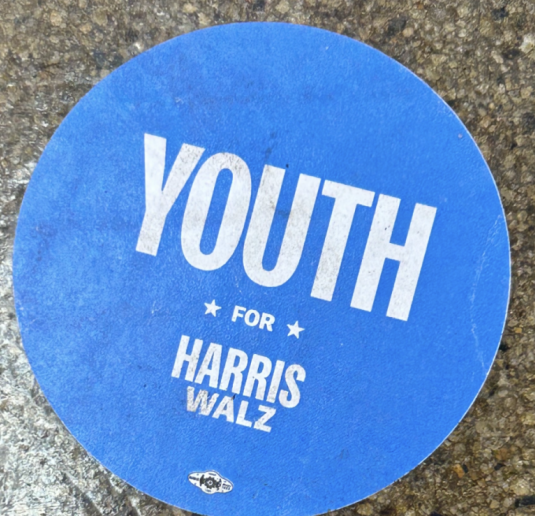 YOUTH
★ FOR ★
HARRIS
WALZ